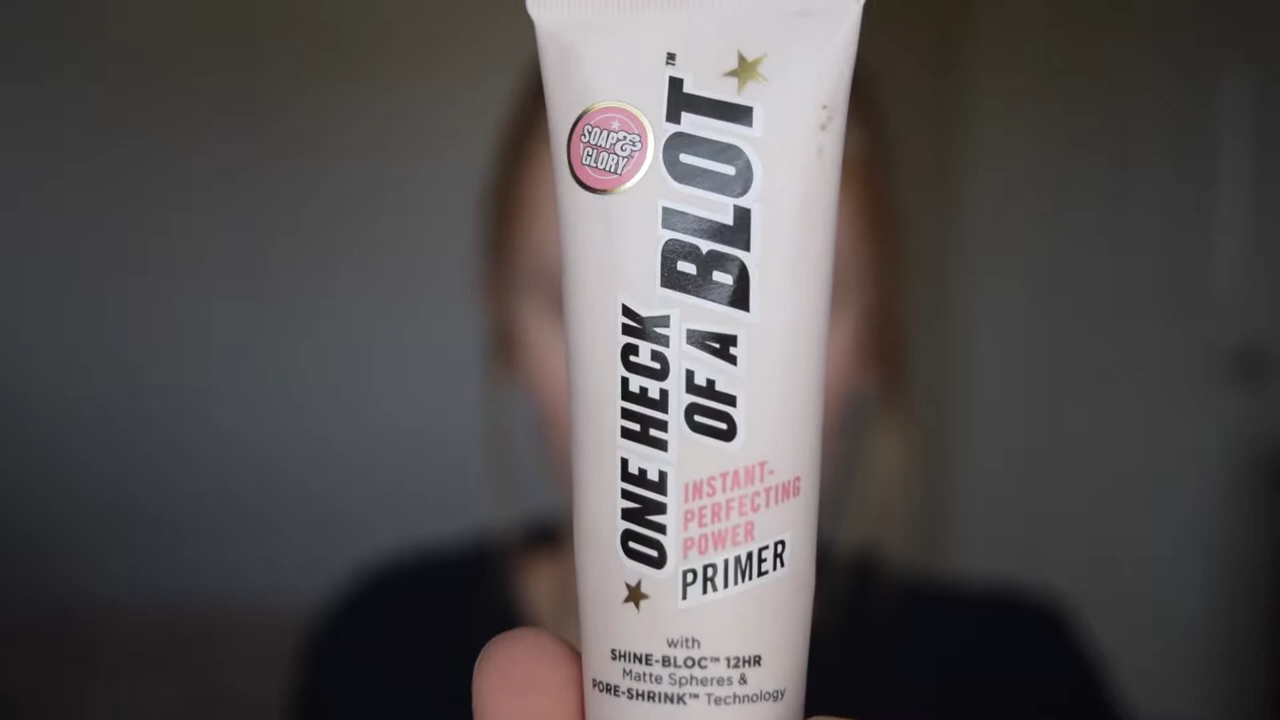 SOAP&
GLORY
ONE HECK
OF A BLOT™
INSTANT-
PERFECTING
POWER
PRIMER
with
SHINE-BLOC™ 12HR
Matte Spheres &
PORE-SHRINK™ Technology